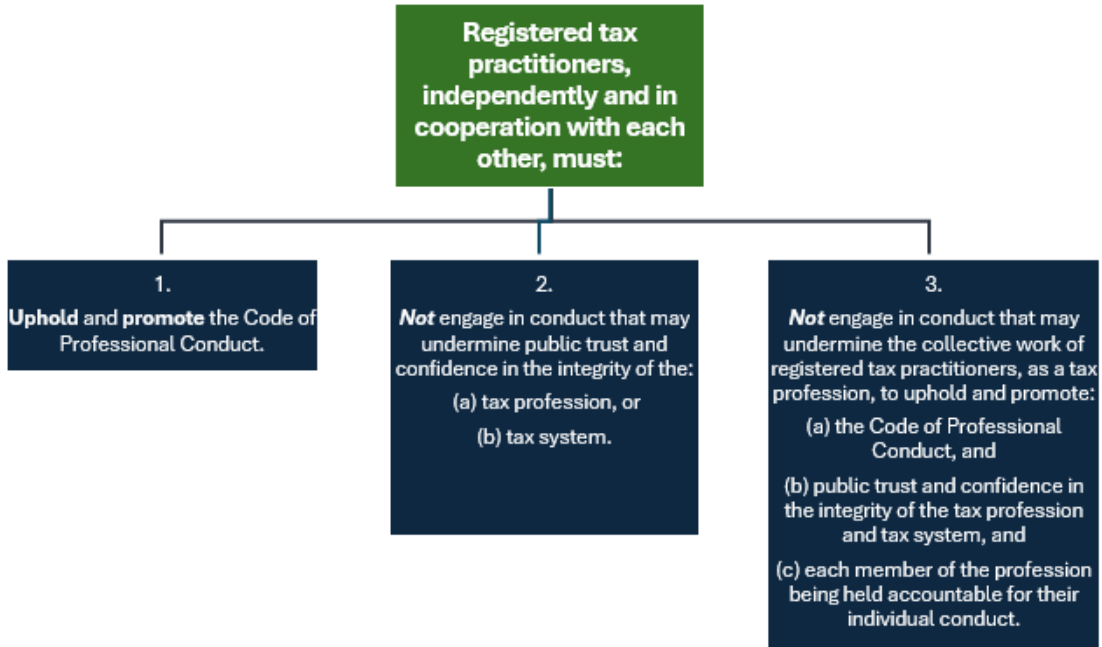 Registered tax
practitioners,
independently and in
cooperation with each
other, must:
1.
Uphold and promote the Code of
Professional Conduct.
2.
Not engage in conduct that may
undermine public trust and
confidence in the integrity of the:
(a) tax profession, or
(b) tax system.
3.
Not engage in conduct that may
undermine the collective work of
registered tax practitioners, as a tax
profession, to uphold and promote:
(a) the Code of Professional
Conduct, and
(b) public trust and confidence in
the integrity of the tax profession
and tax system, and
(c) each member of the profession
being held accountable for their
individual conduct.